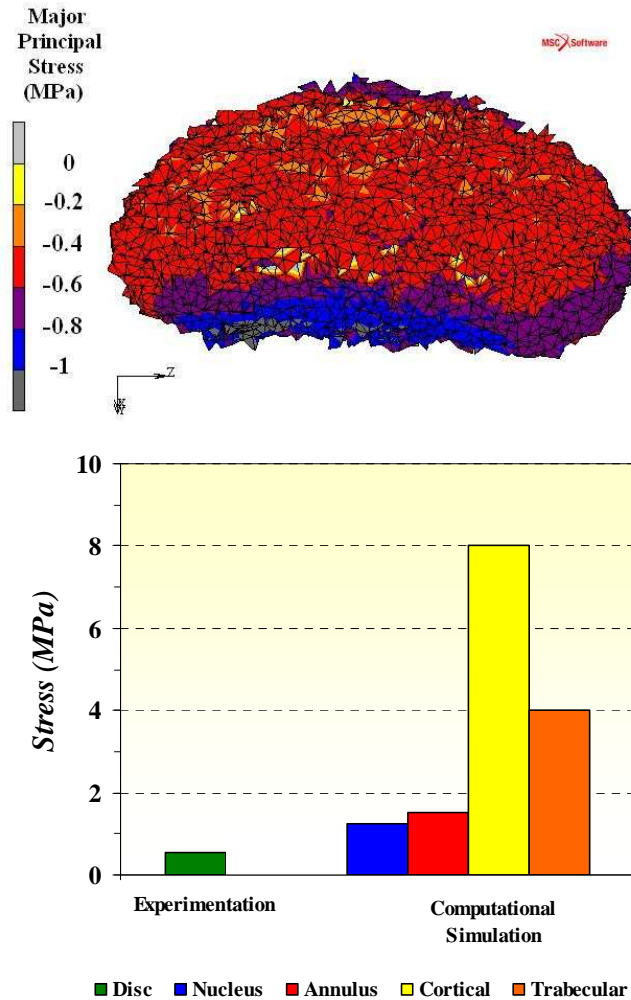 Major
Principal
Stress
(MPa)
MSC Software
0
-0.2
-0.4
-0.6
-0.8
-1
Z
10
8
6
4
2
0
Stress (MPa)
Experimentation
Computational
Simulation
Disc Nucleus Annulus Cortical Trabecular